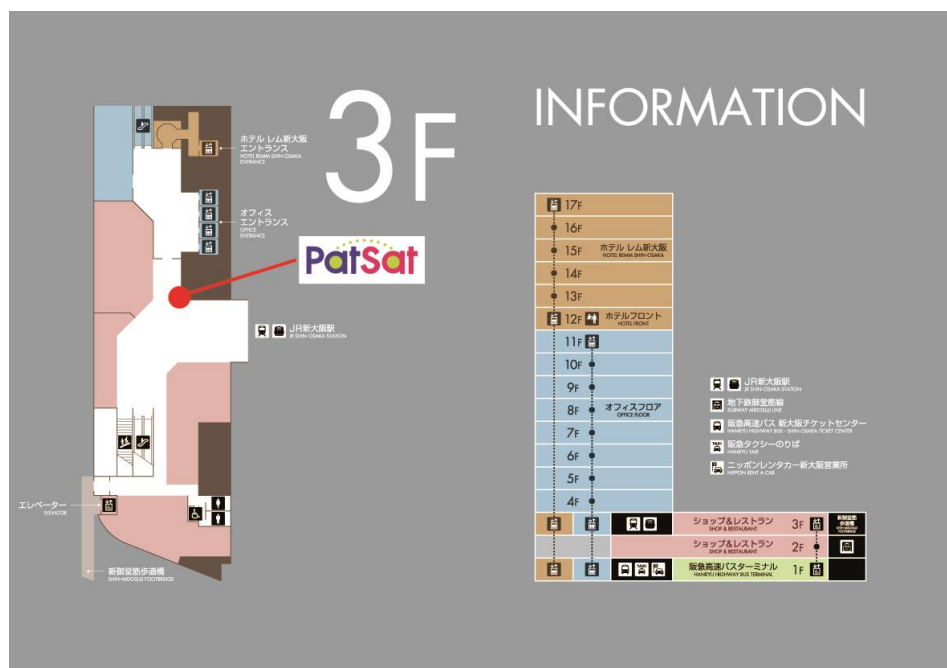 3F
INFORMATION
ホテル レム新大阪
エントランス
HOTEL REMM SHIN-OSAKA
ENTRANCE
オフィス
エントランス
OFFICE
ENTRANCE
PatSat
JR新大阪駅
JR SHIN-OSAKA STATION
エレベーター
ELEVATOR
新御堂筋歩道橋
SHIN-MIDOSUJI FOOTBRIDGE
17F
16F
15F ホテル レム新大阪
HOTEL REMM SHIN-OSAKA
14F
13F
12F ホテルフロント
HOTEL FRONT
11F
10F
9F
8F オフィスフロア
OFFICE FLOOR
7F
6F
5F
4F
ショップ&レストラン 3F
SHOP & RESTAURANT
新御堂筋
歩道橋
SHIN-MIDOSUJI
FOOTBRIDGE
ショップ&レストラン 2F
SHOP & RESTAURANT
阪急高速バスターミナル 1F
HANKYU HIGHWAY BUS TERMINAL
TAXI
JR新大阪駅
JR SHIN-OSAKA STATION
地下鉄御堂筋線
SUBWAY MIDOSUJI LINE
阪急高速バス 新大阪チケットセンター
HANKYU HIGHWAY BUS - SHIN-OSAKA TICKET CENTER
TAXI
阪急タクシーのりば
HANKYU TAXI
ニッポンレンタカー新大阪営業所
NIPPON RENT A CAR